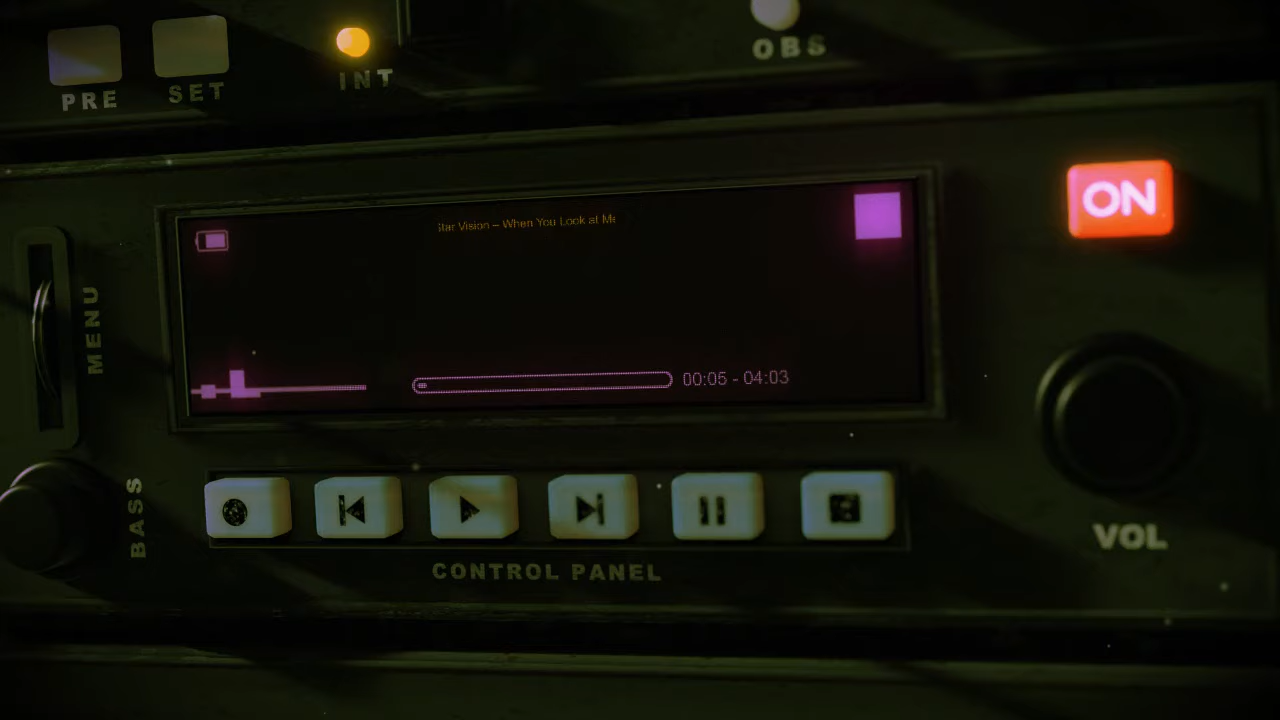 PRE
SET
INT
OBS
Star Vision – When You Look at Me
ON
MENU
00:05 - 04:03
BASS
VOL
CONTROL PANEL